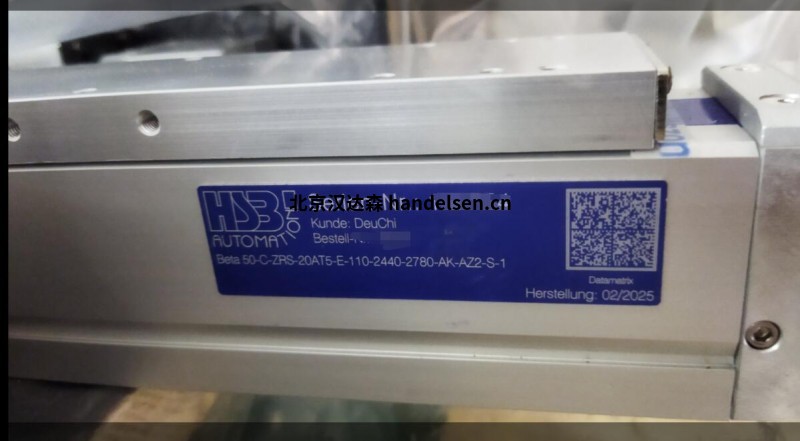 HSB
AUTOMATION
北京汉达森 handelsen.cn
Kunde: DeuChi
Beta 50-C-ZRS-20AT5-E-110-2440-2780-AK-AZ2-S-1
Datamatrix
Herstellung: 02/2025